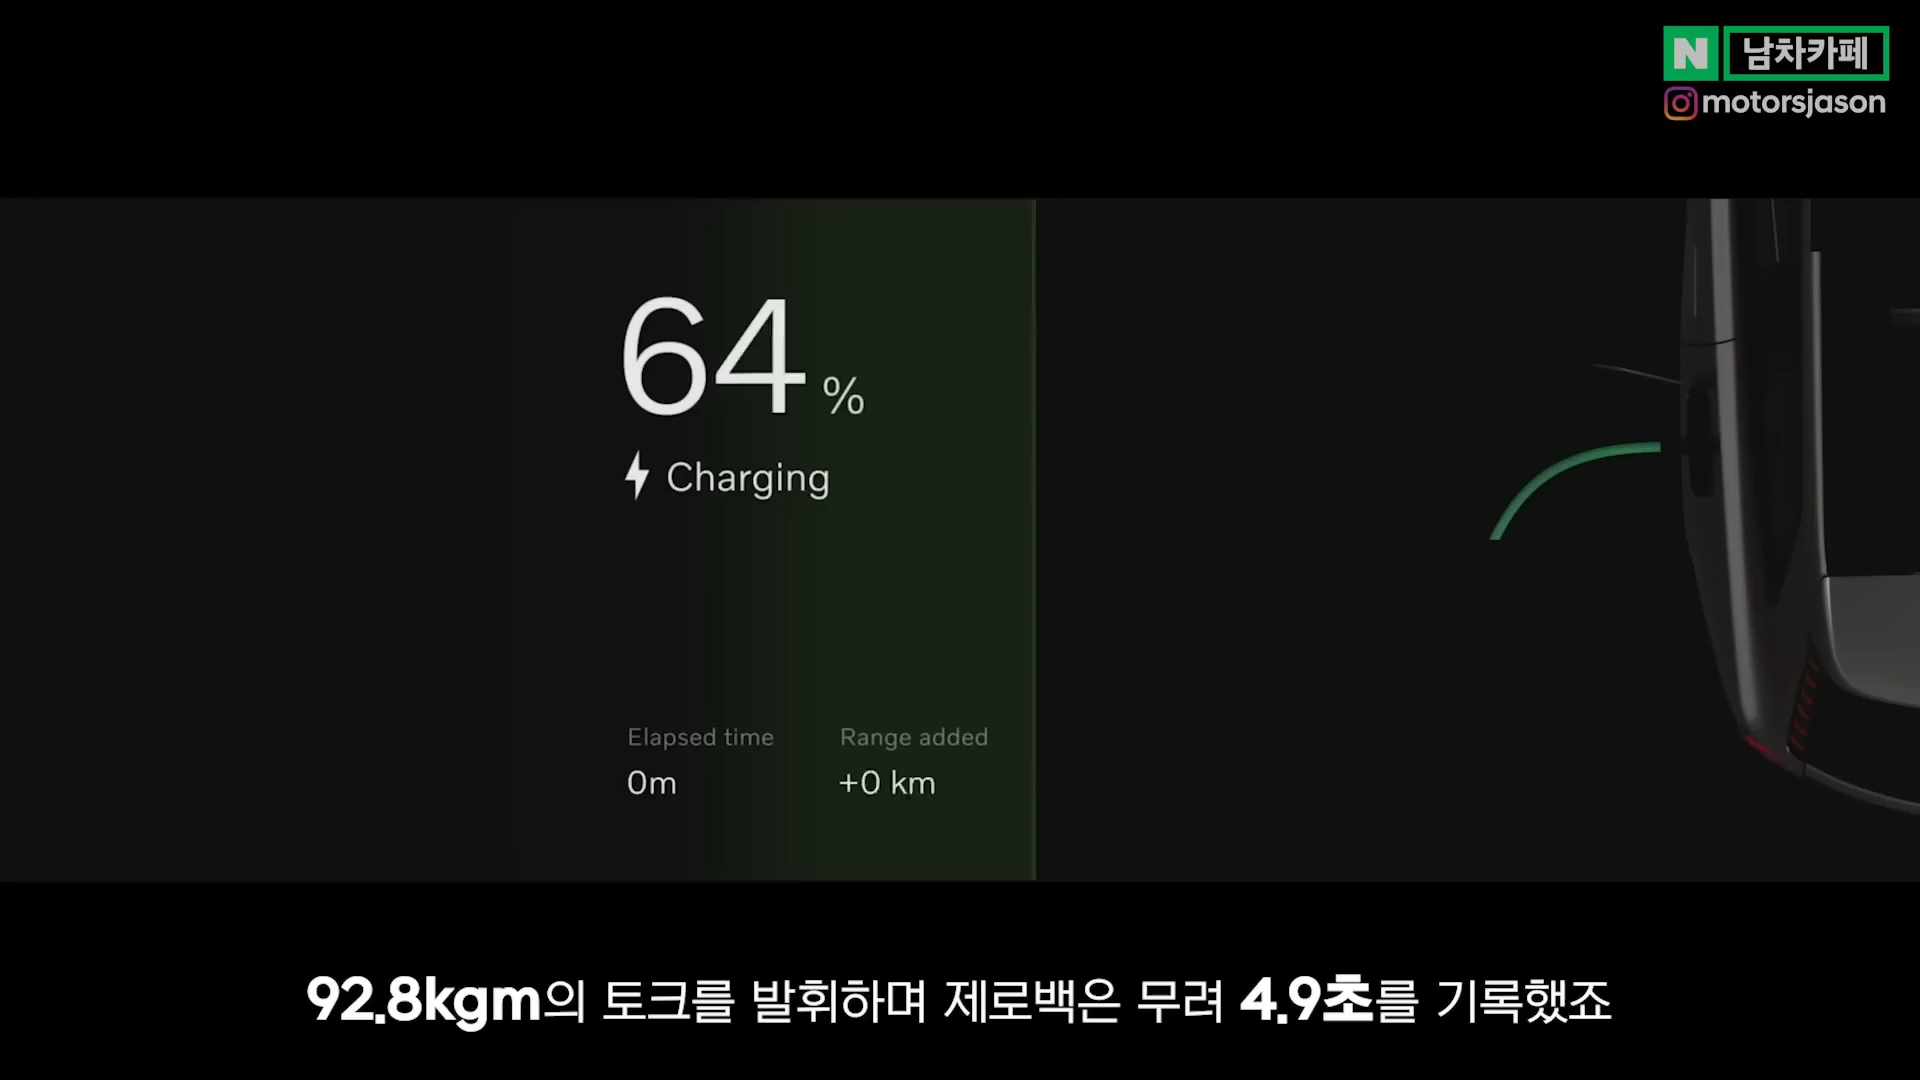 N 남차카페
motorsjason
64 %
Charging
Elapsed time
Range added
0m
+0 km
92.8kgm의 토크를 발휘하며 제로백은 무려 4.9초를 기록했죠